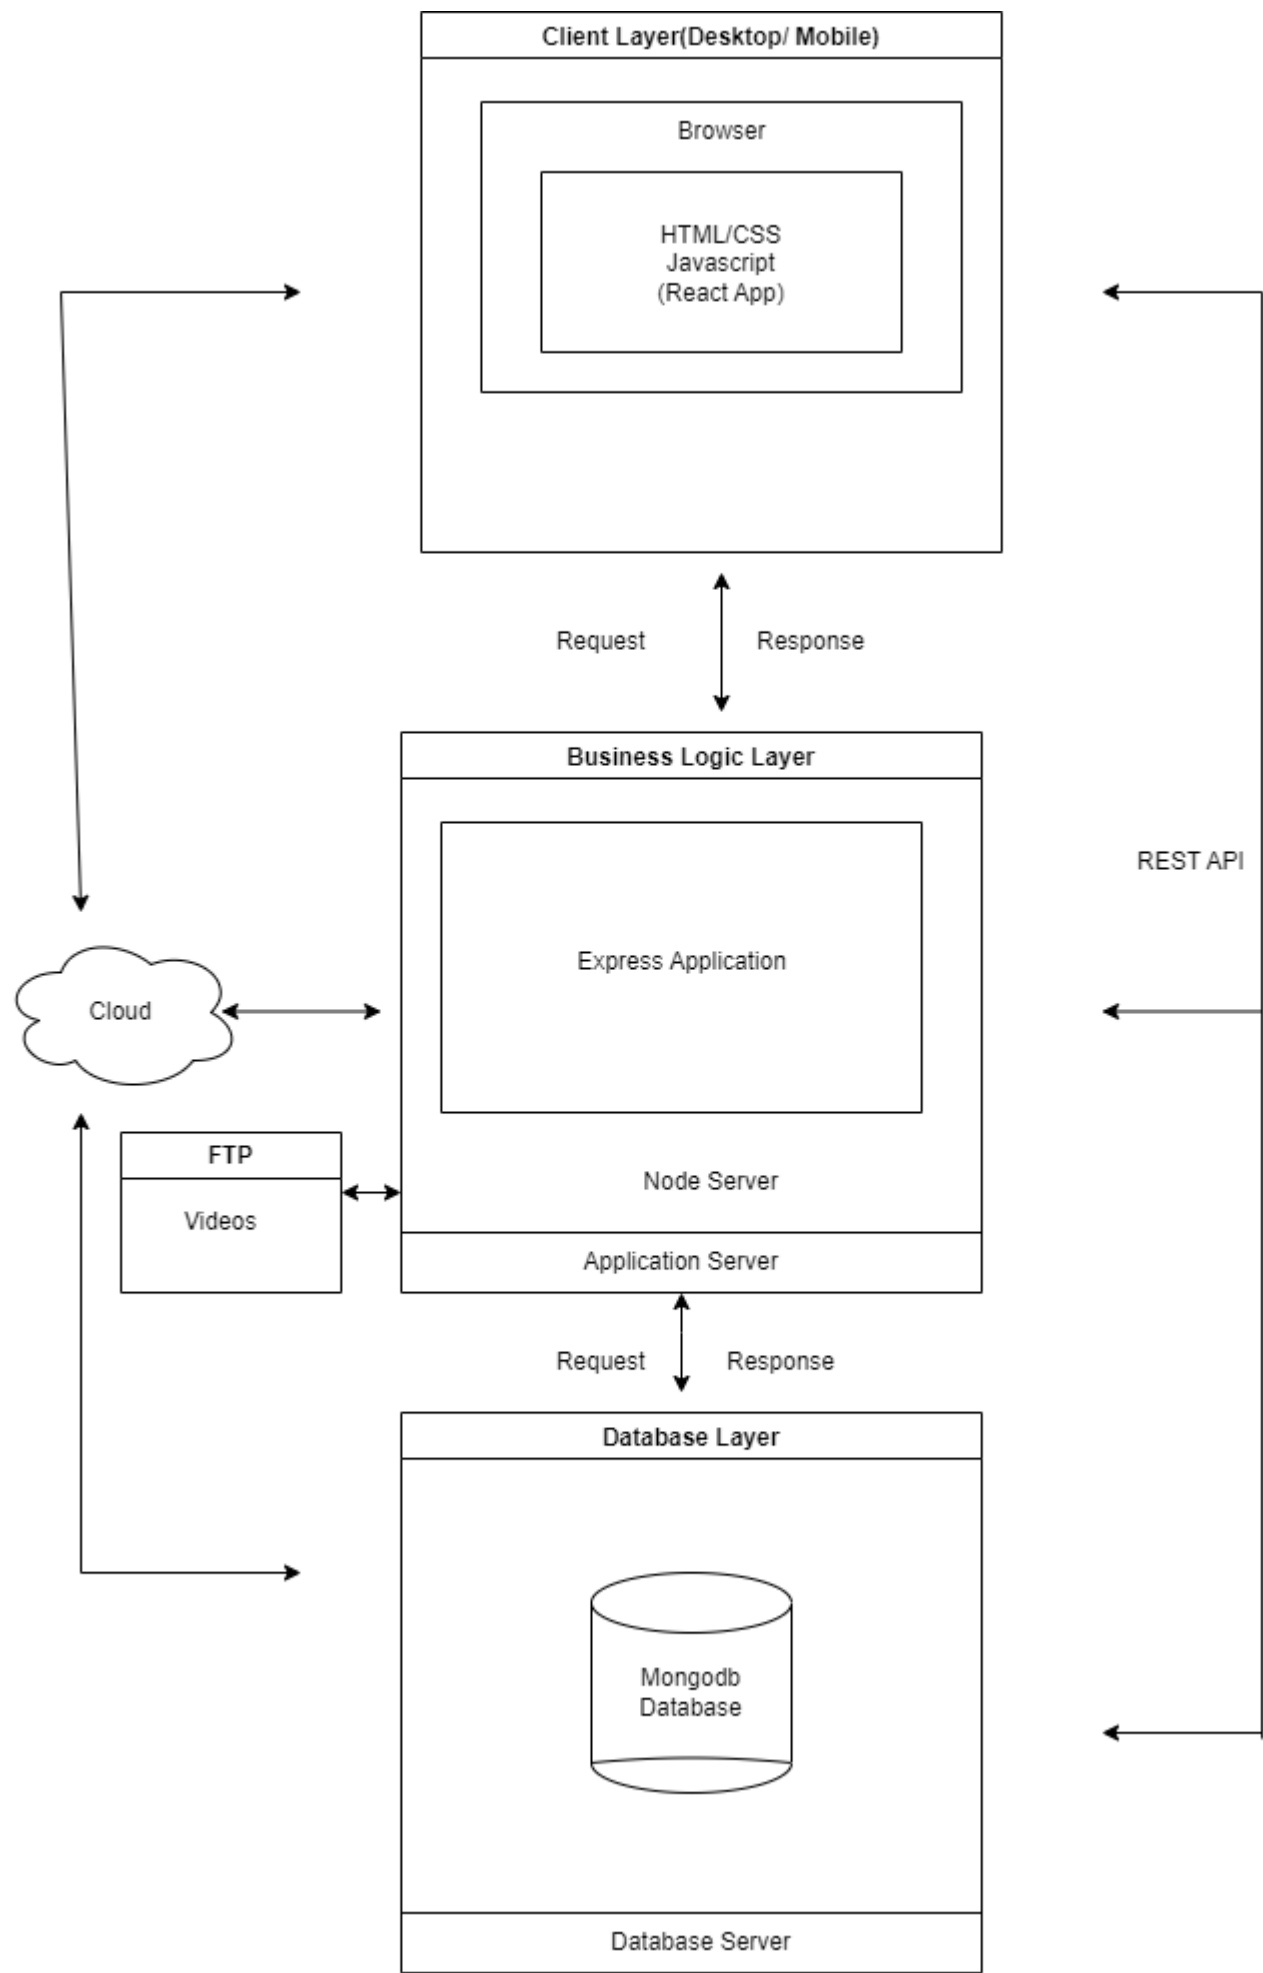 Client Layer(Desktop/ Mobile)
Browser
HTML/CSS
Javascript
(React App)
Request
Response
Business Logic Layer
REST API
Express Application
Cloud
FTP
Videos
Node Server
Application Server
Request
Response
Database Layer
Mongodb
Database
Database Server